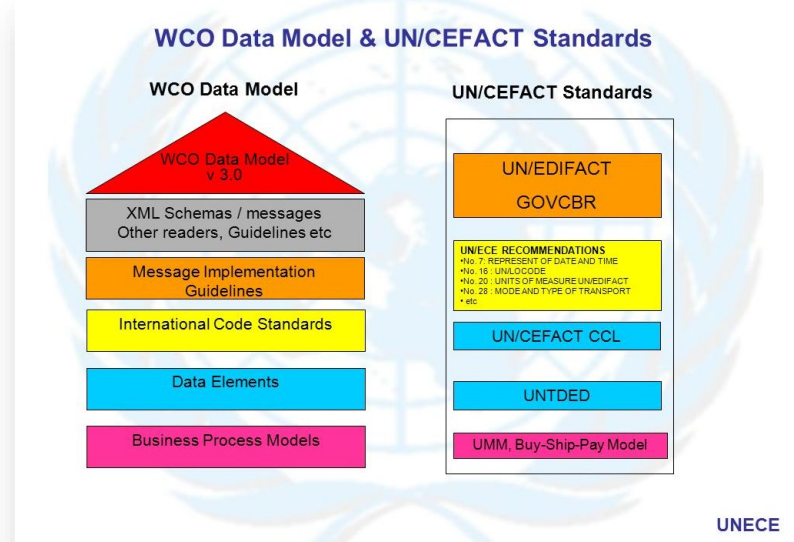 WCO Data Model & UN/CEFACT Standards
WCO Data Model
WCO Data Model
v 3.0
XML Schemas / messages
Other readers, Guidelines etc
Message Implementation
Guidelines
International Code Standards
Data Elements
Business Process Models
UN/CEFACT Standards
UN/EDIFACT
GOVCBR
UN/ECE RECOMMENDATIONS
•No. 7: REPRESENT OF DATE AND TIME
•No. 16 : UN/LOCODE
•No. 20 : UNITS OF MEASURE UN/EDIFACT
•No. 28 : MODE AND TYPE OF TRANSPORT
• etc
UN/CEFACT CCL
UNTDED
UMM, Buy-Ship-Pay Model
UNECE